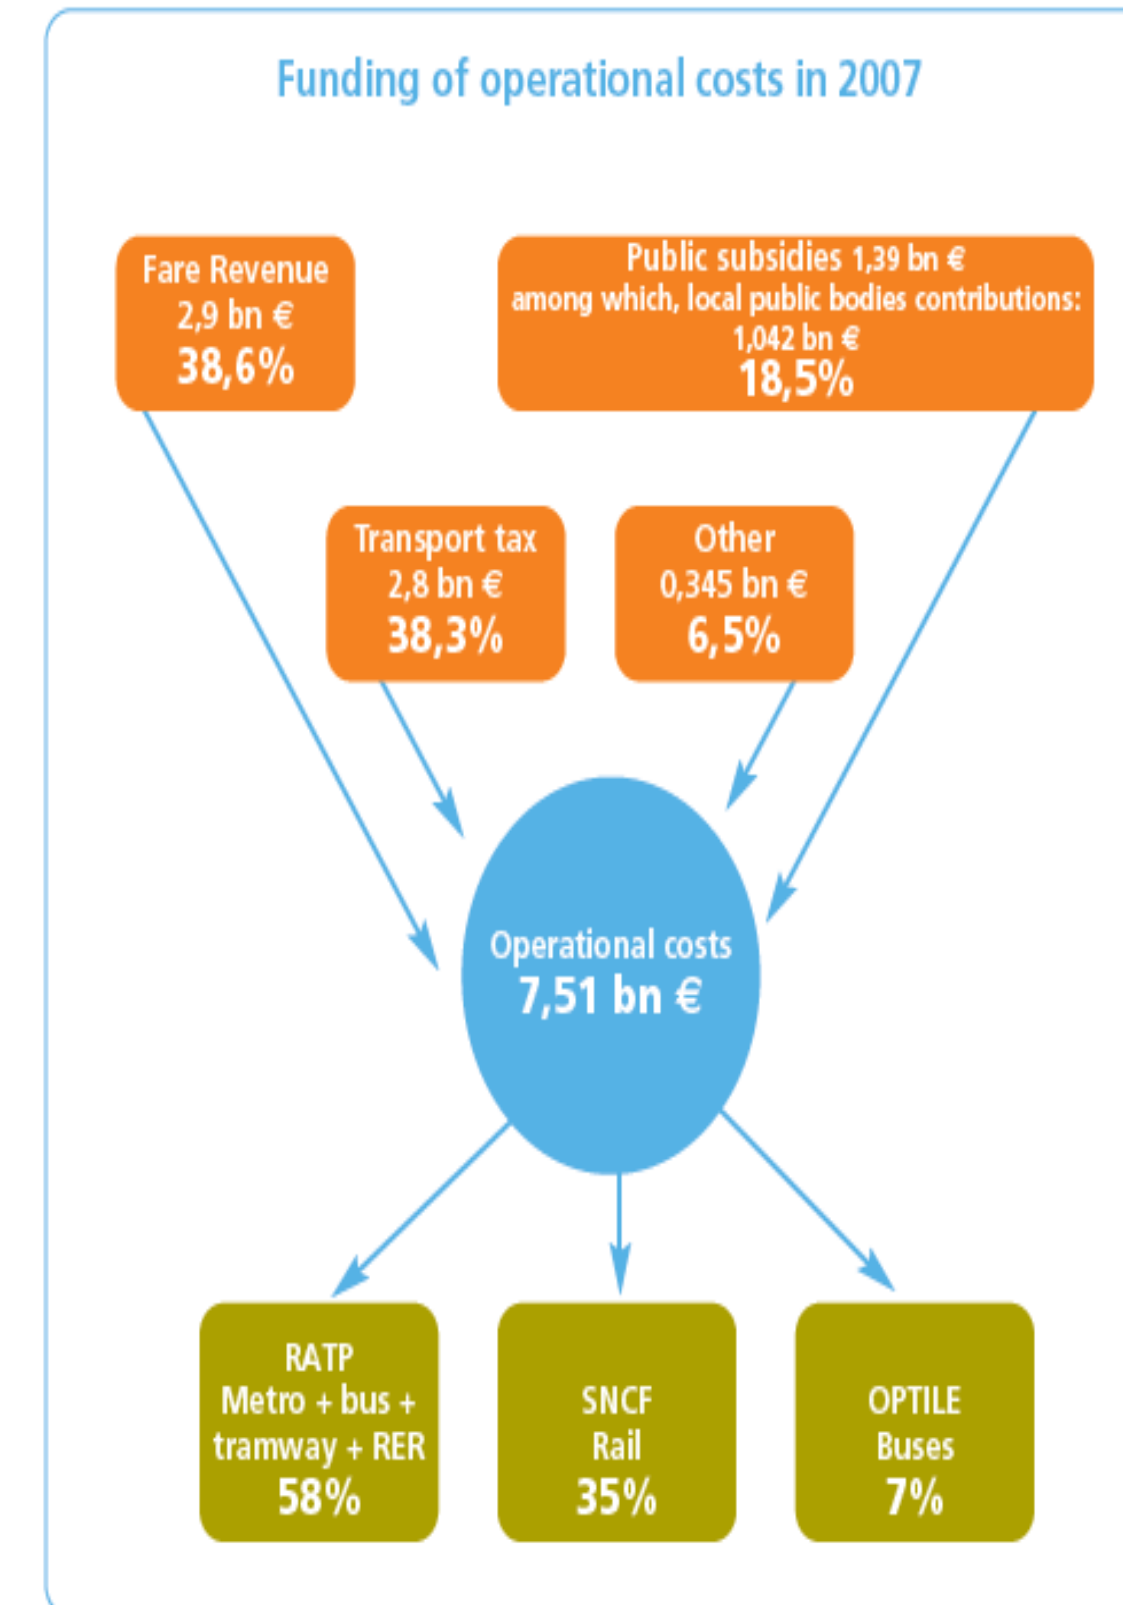 Funding of operational costs in 2007
Fare Revenue
2,9 bn €
38,6%
Public subsidies 1,39 bn €
among which, local public bodies contributions:
1,042 bn €
18,5%
Transport tax
2,8 bn €
38,3%
Other
0,345 bn €
6,5%
Operational costs
7,51 bn €
RATP
Metro + bus +
tramway + RER
58%
SNCF
Rail
35%
OPTILE
Buses
7%